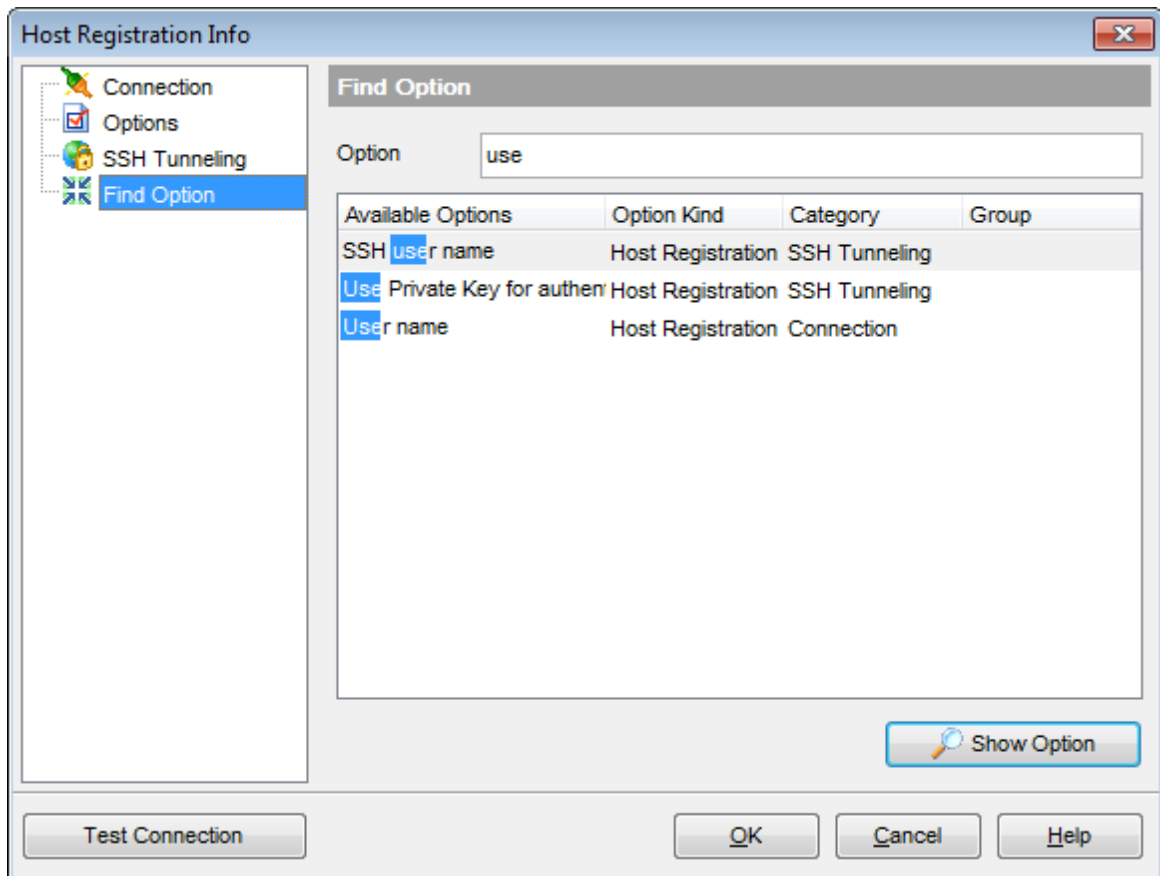 Host Registration Info
Connection
Options
SSH Tunneling
Find Option
Find Option
Option use
Available Options Option Kind Category Group
SSH user name Host Registration SSH Tunneling
Use Private Key for authen Host Registration SSH Tunneling
User name Host Registration Connection
Show Option
Test Connection OK Cancel Help